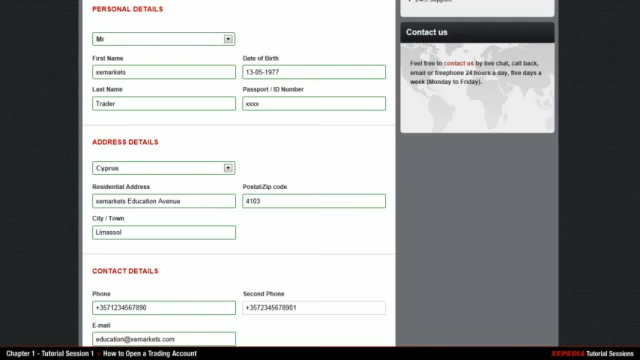 PERSONAL DETAILS
Mr
First Name
Date of Birth
xemarkets
13-05-1977
Last Name
Passport / ID Number
Trader
xxxx
ADDRESS DETAILS
Cyprus
Residential Address
Postal/Zip code
xemarkets Education Avenue
4103
City / Town
Limassol
CONTACT DETAILS
Phone
Second Phone
+3571234567890
+3572345678901
E-mail
education@xemarkets.com
Contact us
Feel free to contact us by live chat, call back,
email or freephone 24 hours a day, five days a
week (Monday to Friday).
Chapter 1 - Tutorial Session 1 > How to Open a Trading Account
XEPEDIA Tutorial Sessions